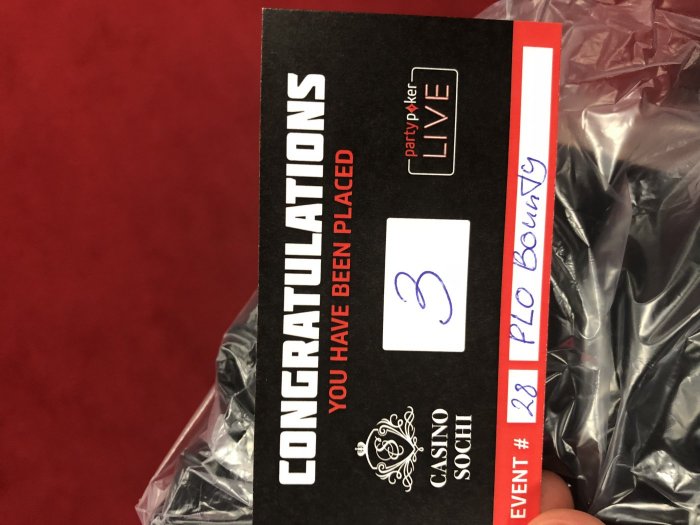 CONGRATULATIONS
YOU HAVE BEEN PLACED
CASINO
SOCHI
3
partypoker
LIVE
EVENT # 28 PLO Bounty